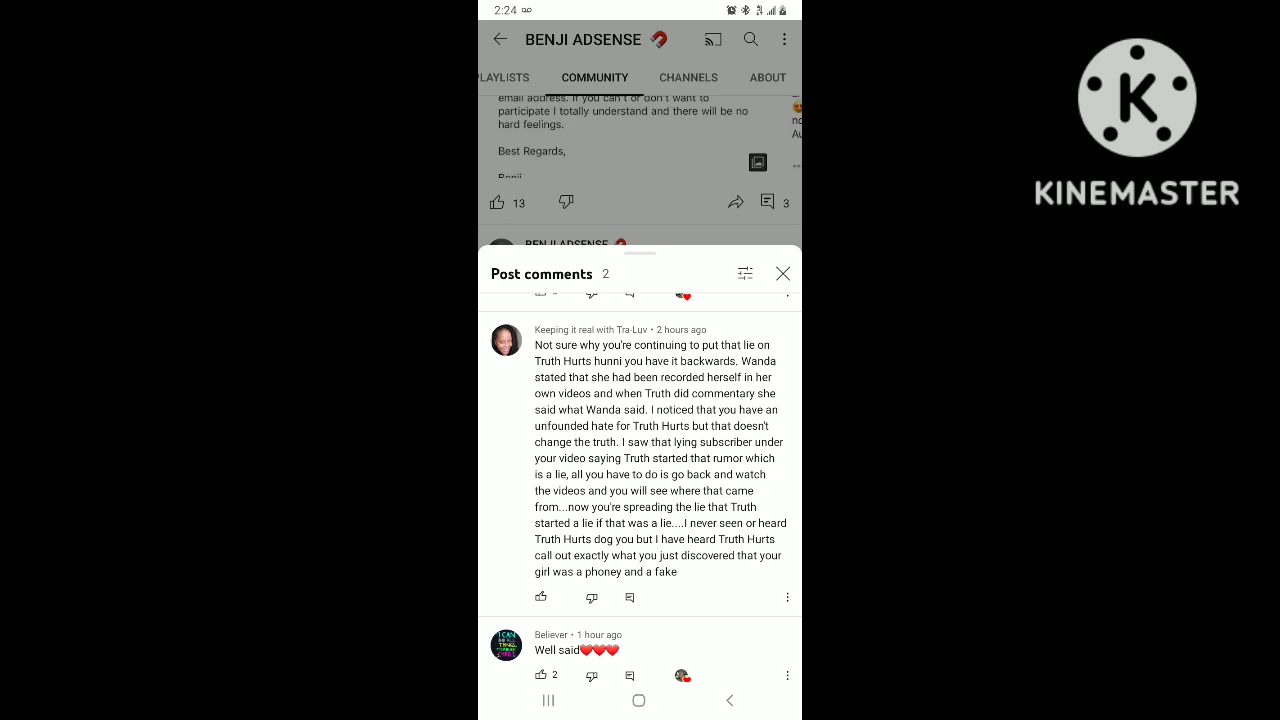 2:24
BENJI ADSENSE
PLAYLISTS COMMUNITY CHANNELS ABOUT
email address. If you can't or don't want to
participate I totally understand and there will be no
hard feelings.
Best Regards,
Benji
13 3
BENJI ADSENSE
Post comments 2
Keeping it real with Tra-Luv • 2 hours ago
Not sure why you're continuing to put that lie on
Truth Hurts hunni you have it backwards. Wanda
stated that she had been recorded herself in her
own videos and when Truth did commentary she
said what Wanda said. I noticed that you have an
unfounded hate for Truth Hurts but that doesn't
change the truth. I saw that lying subscriber under
your video saying Truth started that rumor which
is a lie, all you have to do is go back and watch
the videos and you will see where that came
from...now you're spreading the lie that Truth
started a lie if that was a lie....I never seen or heard
Truth Hurts dog you but I have heard Truth Hurts
call out exactly what you just discovered that your
girl was a phoney and a fake
Believer • 1 hour ago
Well said❤️❤️❤️
2
K
KINEMASTER